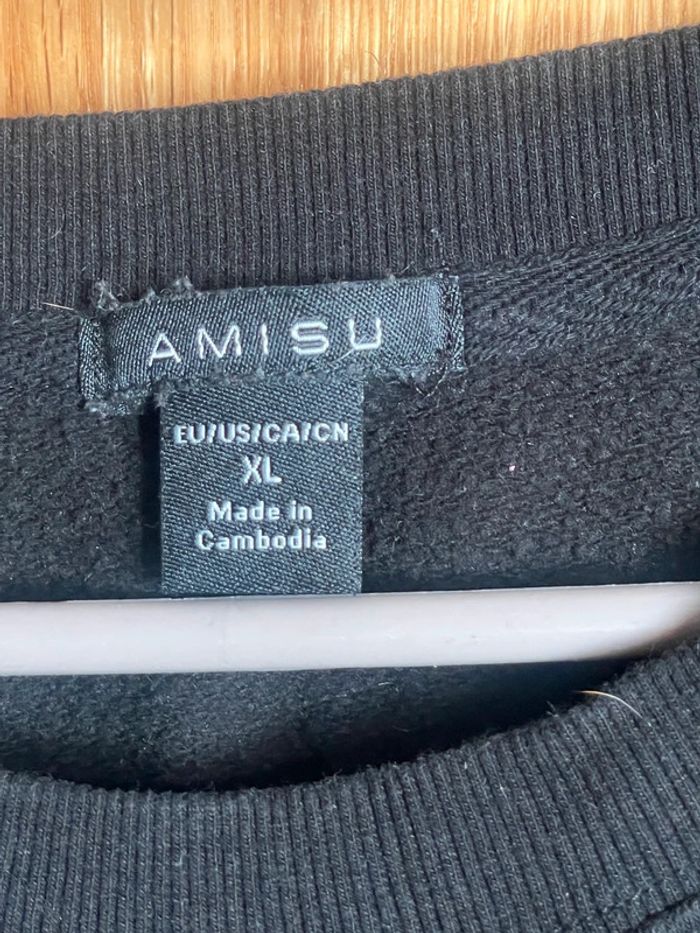 AMISU
EU/US/CA/CN
XL
Made in
Cambodia